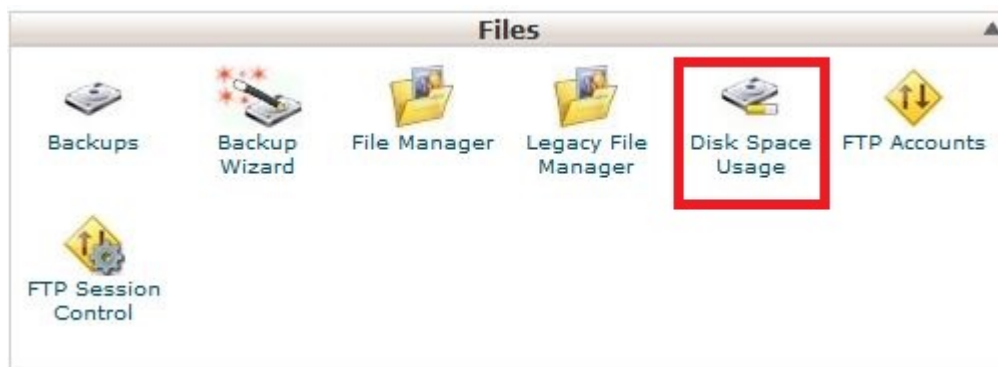 Files
Backups
Backup
Wizard
File Manager
Legacy File
Manager
Disk Space
Usage
FTP Accounts
FTP Session
Control